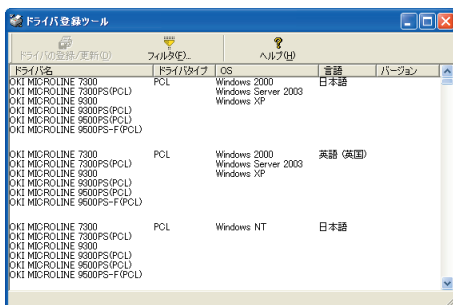 ドライバ登録ツール
ドライバの登録/更新(D)
フィルタ(F)...
ヘルプ(H)
ドライバ名 ドライバタイプ OS 言語 バージョン
OKI MICROLINE 7300 PCL Windows 2000 日本語
OKI MICROLINE 7300PS(PCL) Windows Server 2003
OKI MICROLINE 9300 Windows XP
OKI MICROLINE 9300PS(PCL)
OKI MICROLINE 9500PS(PCL)
OKI MICROLINE 9500PS-F(PCL)
OKI MICROLINE 7300 PCL Windows 2000 英語 (英国)
OKI MICROLINE 7300PS(PCL) Windows Server 2003
OKI MICROLINE 9300 Windows XP
OKI MICROLINE 9300PS(PCL)
OKI MICROLINE 9500PS(PCL)
OKI MICROLINE 9500PS-F(PCL)
OKI MICROLINE 7300 PCL Windows NT 日本語
OKI MICROLINE 7300PS(PCL)
OKI MICROLINE 9300
OKI MICROLINE 9300PS(PCL)
OKI MICROLINE 9500PS(PCL)
OKI MICROLINE 9500PS-F(PCL)